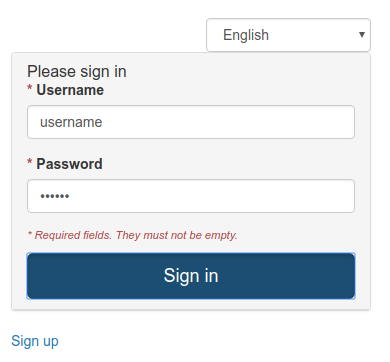 English
Please sign in
* Username
username
* Password
••••••
* Required fields. They must not be empty.
Sign in
Sign up